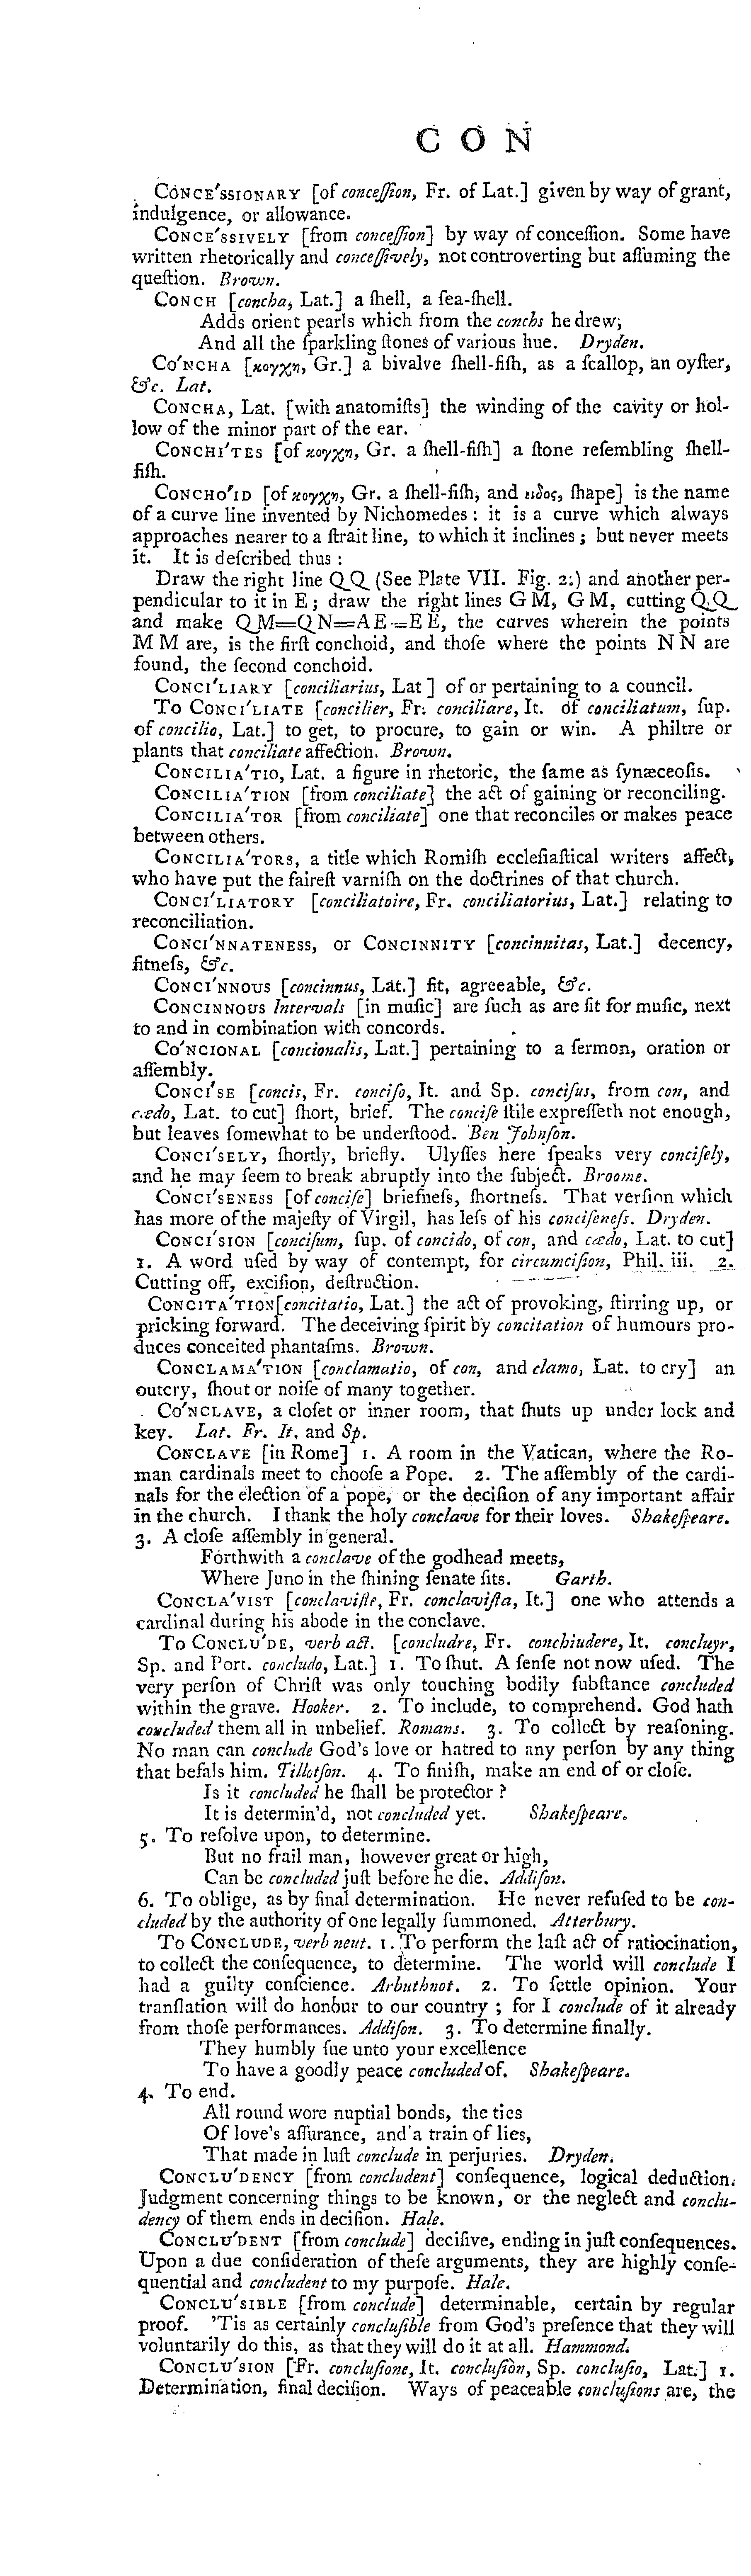 C O N
CONCE'SSIONARY [of conceſſion, Fr. of Lat.] given by way of grant,
indulgence, or allowance.
CONCE'SSIVELY [from conceſſion] by way of conceſſion. Some have
written rhetorically and conceſſively, not controverting but aſſuming the
queſtion. Brown.
CONCH [concha, Lat.] a ſhell, a ſea-ſhell.
Adds orient pearls which from the conchs he drew;
And all the ſparkling ſtones of various hue. Dryden.
CO'NCHA [κογχη, Gr.] a bivalve ſhell-fiſh, as a ſcallop, an oyſter,
&c. Lat.
CONCHA, Lat. [with anatomiſts] the winding of the cavity or hol-
low of the minor part of the ear.
CONCHI'TES [of κογχη, Gr. a ſhell-fiſh] a ſtone reſembling ſhell-
fiſh.
CONCHO'ID [of κογχη, Gr. a ſhell-fiſh, and ειδος, ſhape] is the name
of a curve line invented by Nichomedes: it is a curve which always
approaches nearer to a ſtrait line, to which it inclines; but never meets
it. It is deſcribed thus:
Draw the right line QQ (See Plate VII. Fig. 2.) and another per-
pendicular to it in E; draw the right lines GM, GM, cutting QQ
and make QM=QN=AE=EE, the curves wherein the points
MM are, is the firſt conchoid, and thoſe where the points NN are
found, the ſecond conchoid.
CONCI'LIARY [conciliarius, Lat] of or pertaining to a council.
To CONCI'LIATE [concilier, Fr. conciliare, It. of conciliatum, ſup.
of concilio, Lat.] to get, to procure, to gain or win. A philtre or
plants that conciliate affection. Brown.
CONCILIA'TIO, Lat. a figure in rhetoric, the ſame as ſynæceoſis.
CONCILIA'TION [from conciliate] the act of gaining or reconciling.
CONCILIA'TOR [from conciliate] one that reconciles or makes peace
between others.
CONCILIA'TORS, a title which Romiſh eccleſiaſtical writers affect,
who have put the faireſt varniſh on the doctrines of that church.
CONCI'LIATORY [conciliatoire, Fr. conciliatorius, Lat.] relating to
reconciliation.
CONCI'NNATENESS, or CONCINNITY [concinnitas, Lat.] decency,
fitneſs, &c.
CONCI'NNOUS [concinnus, Lat.] fit, agreeable, &c.
CONCINNOUS Intervals [in muſic] are ſuch as are fit for muſic, next
to and in combination with concords.
CO'NCIONAL [concionalis, Lat.] pertaining to a ſermon, oration or
aſſembly.
CONCI'SE [concis, Fr. conciſo, It. and Sp. conciſus, from con, and
cædo, Lat. to cut] ſhort, brief. The conciſe ſtile expreſſeth not enough,
but leaves ſomewhat to be underſtood. Ben Johnſon.
CONCI'SELY, ſhortly, briefly. Ulyſſes here ſpeaks very conciſely,
and he may ſeem to break abruptly into the ſubject. Broome.
CONCI'SENESS [of conciſe] briefneſs, ſhortneſs. That verſion which
has more of the majeſty of Virgil, has leſs of his conciſeneſs. Dryden.
CONCI'SION [conciſum, ſup. of concido, of con, and cædo, Lat. to cut]
1. A word uſed by way of contempt, for circumciſion, Phil. iii. 2.
Cutting off, exciſion, deſtruction.
CONCITA'TION [concitatio, Lat.] the act of provoking, ſtirring up, or
pricking forward. The deceiving ſpirit by concitation of humours pro-
duces conceited phantaſms. Brown.
CONCLAMA'TION [conclamatio, of con, and clamo, Lat. to cry] an
outcry, ſhout or noiſe of many together.
CO'NCLAVE, a cloſet or inner room, that ſhuts up under lock and
key. Lat. Fr. It. and Sp.
CONCLAVE [in Rome] 1. A room in the Vatican, where the Ro-
man cardinals meet to chooſe a Pope. 2. The aſſembly of the cardi-
nals for the election of a pope, or the deciſion of any important affair
in the church. I thank the holy conclave for their loves. Shakeſpeare.
3. A cloſe aſſembly in general.
Forthwith a conclave of the godhead meets,
Where Juno in the ſhining ſenate ſits. Garth.
CONCLA'VIST [conclaviſte, Fr. conclaviſta, It.] one who attends a
cardinal during his abode in the conclave.
To CONCLU'DE, verb act. [concludre, Fr. conchiudere, It. concluyr,
Sp. and Port. concludo, Lat.] 1. To ſhut. A ſenſe not now uſed. The
very perſon of Chriſt was only touching bodily ſubſtance concluded
within the grave. Hooker. 2. To include, to comprehend. God hath
concluded them all in unbelief. Romans. 3. To collect by reaſoning.
No man can conclude God's love or hatred to any perſon by any thing
that befals him. Tillotſon. 4. To finiſh, make an end of or cloſe.
Is it concluded he ſhall be protector?
It is determin'd, not concluded yet. Shakeſpeare.
5. To reſolve upon, to determine.
But no frail man, however great or high,
Can be concluded juſt before he die. Addiſon.
6. To oblige, as by final determination. He never refuſed to be con-
cluded by the authority of one legally ſummoned. Atterbury.
To CONCLUDE, verb neut. 1. To perform the laſt act of ratiocination,
to collect the conſequence, to determine. The world will conclude I
had a guilty conſcience. Arbuthnot. 2. To ſettle opinion. Your
tranſlation will do honour to our country; for I conclude of it already
from thoſe performances. Addiſon. 3. To determine finally.
They humbly ſue unto your excellence
To have a goodly peace concluded of. Shakeſpeare.
4. To end.
All round wore nuptial bonds, the ties
Of love's aſſurance, and a train of lies,
That made in luſt conclude in perjuries. Dryden.
CONCLU'DENCY [from concludent] conſequence, logical deduction.
Judgment concerning things to be known, or the neglect and conclu-
dency of them ends in deciſion. Hale.
CONCLU'DENT [from conclude] deciſive, ending in juſt conſequences.
Upon a due conſideration of theſe arguments, they are highly conſe-
quential and concludent to my purpoſe. Hale.
CONCLU'SIBLE [from conclude] determinable, certain by regular
proof. 'Tis as certainly concluſible from God's preſence that they will
voluntarily do this, as that they will do it at all. Hammond.
CONCLU'SION [Fr. concluſione, It. concluſiòn, Sp. concluſio, Lat.] 1.
Determination, final deciſion. Ways of peaceable concluſions are, the